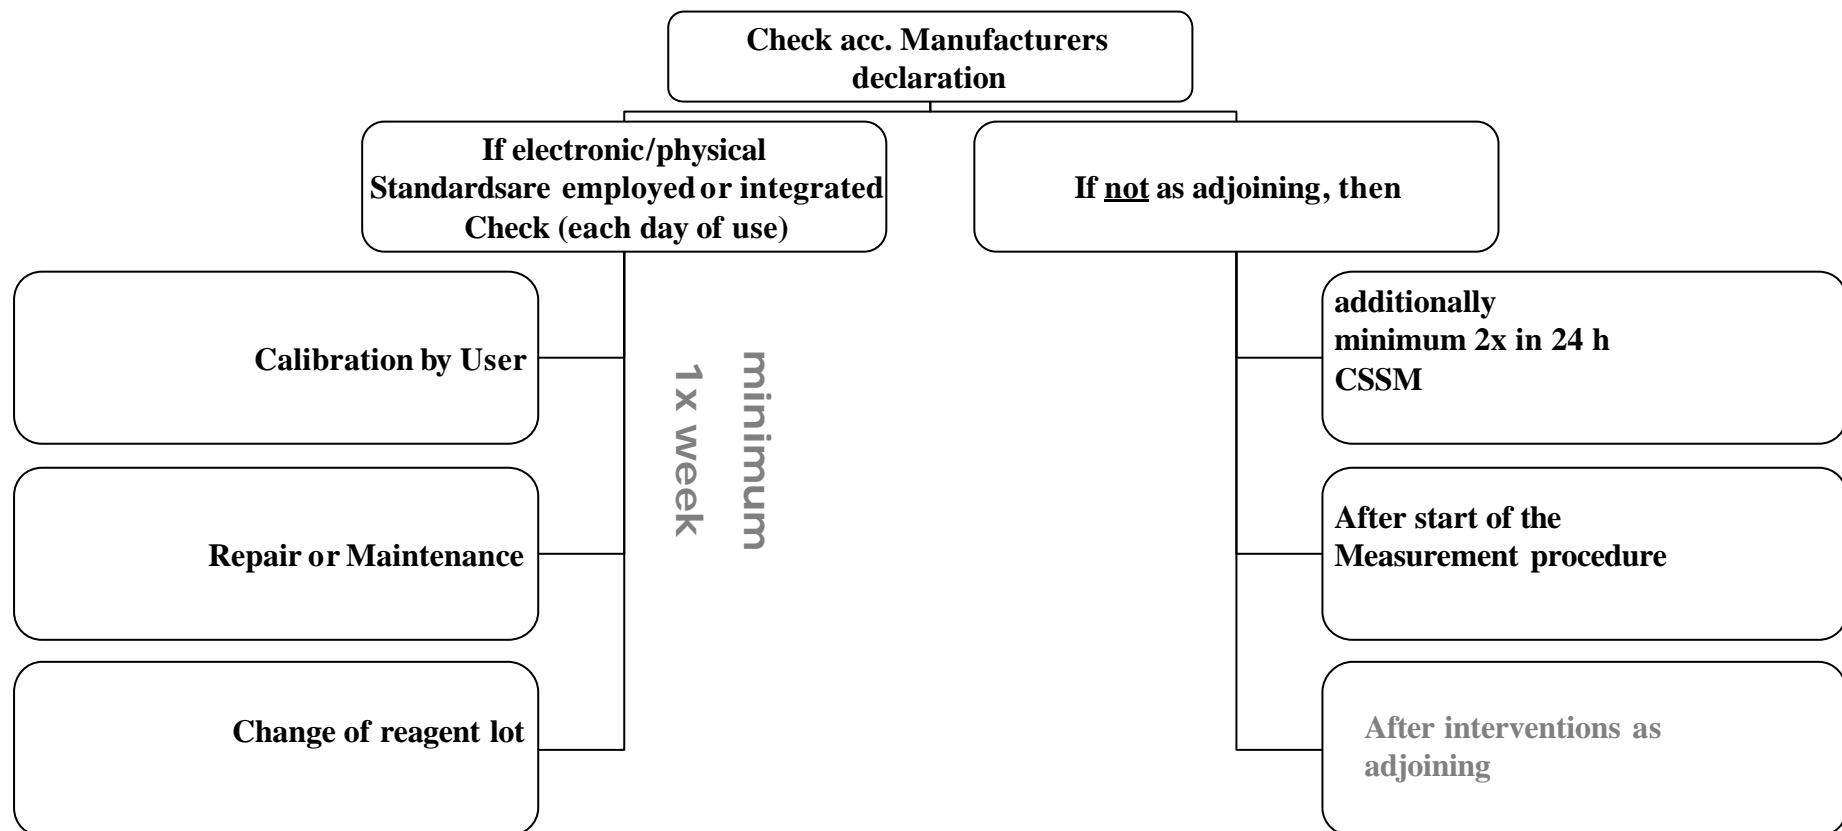 Check acc. Manufacturers
declaration
If electronic/physical
Standardsare employed or integrated
Check (each day of use)
If not as adjoining, then
Calibration by User
Repair or Maintenance
Change of reagent lot
minimum
1x week
additionally
minimum 2x in 24 h
CSSM
After start of the
Measurement procedure
After interventions as
adjoining